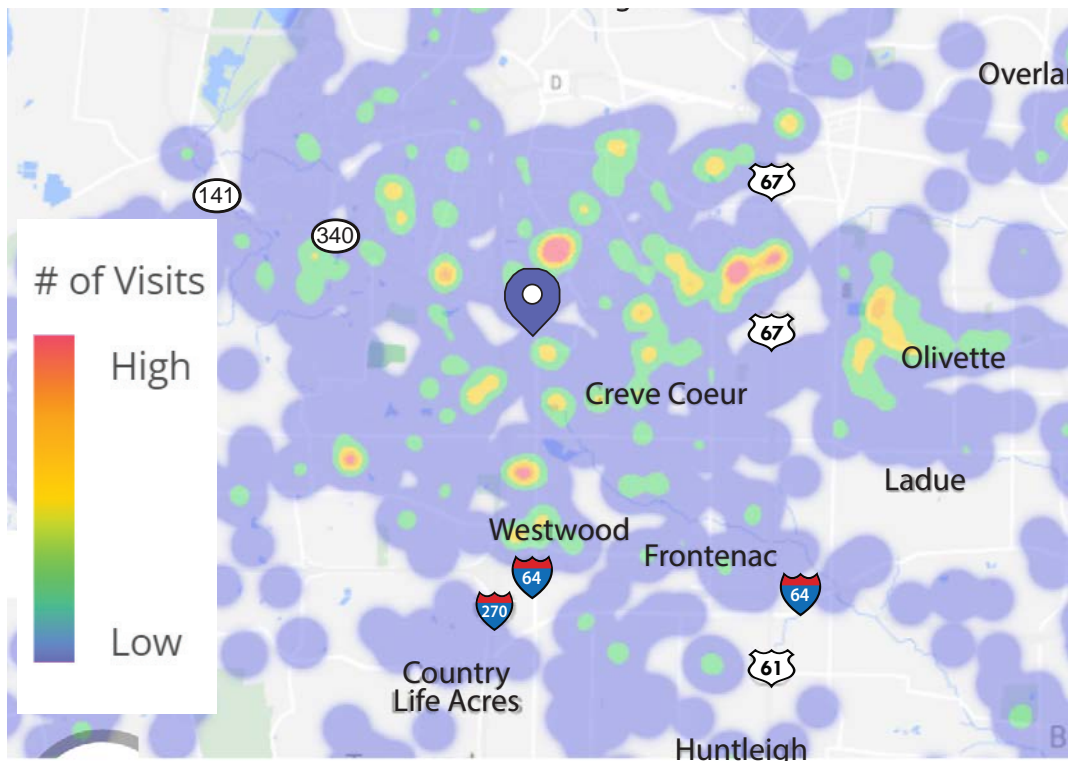 D
Overla
67
141
340
# of Visits
High
67
Olivette
Creve Coeur
Ladue
Westwood
Frontenac
64
64
270
Low
61
Country
Life Acres
Huntleigh
B